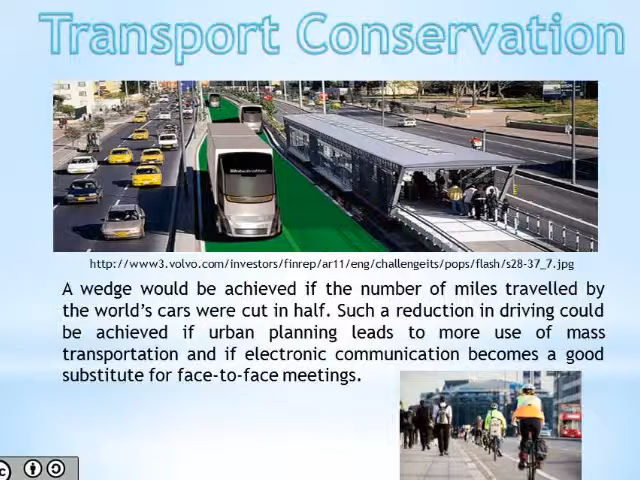 Transport Conservation
http://www3.volvo.com/investors/finrep/ar11/eng/challengeits/pops/flash/s28-37_7.jpg
A wedge would be achieved if the number of miles travelled by
the world's cars were cut in half. Such a reduction in driving could
be achieved if urban planning leads to more use of mass
transportation and if electronic communication becomes a good
substitute for face-to-face meetings.